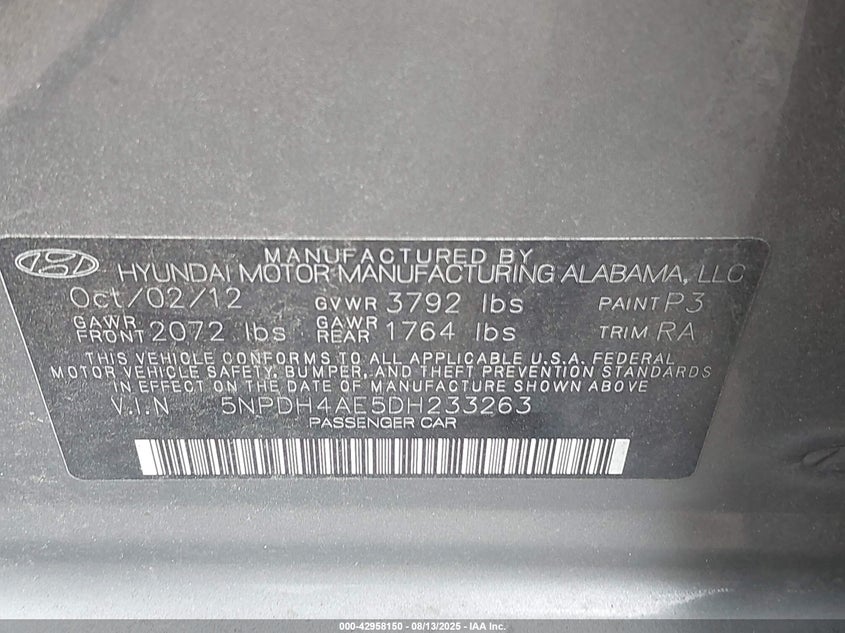 MANUFACTURED BY
HYUNDAI MOTOR MANUFACTURING ALABAMA, LLC
Oct/02/12 GVWR 3792 lbs PAINT P3
GAWR FRONT 2072 lbs GAWR REAR 1764 lbs TRIM RA
THIS VEHICLE CONFORMS TO ALL APPLICABLE U.S.A. FEDERAL
MOTOR VEHICLE SAFETY, BUMPER, AND THEFT PREVENTION STANDARDS
IN EFFECT ON THE DATE OF MANUFACTURE SHOWN ABOVE
V.I.N 5NPDH4AE5DH233263
PASSENGER CAR
000-42958150 - 08/13/2025 - IAA Inc.